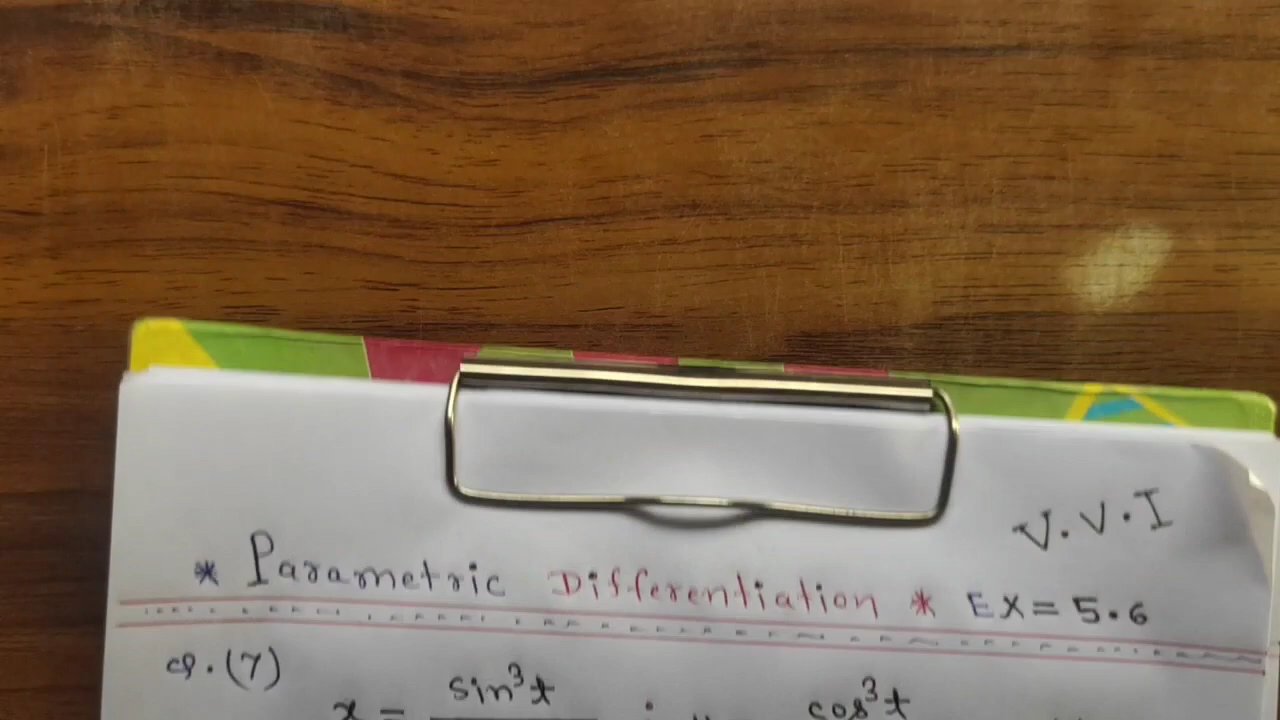 V.V.I
* Parametric Differentiation * EX = 5.6
Q.(7)
x = sin³t cos³t